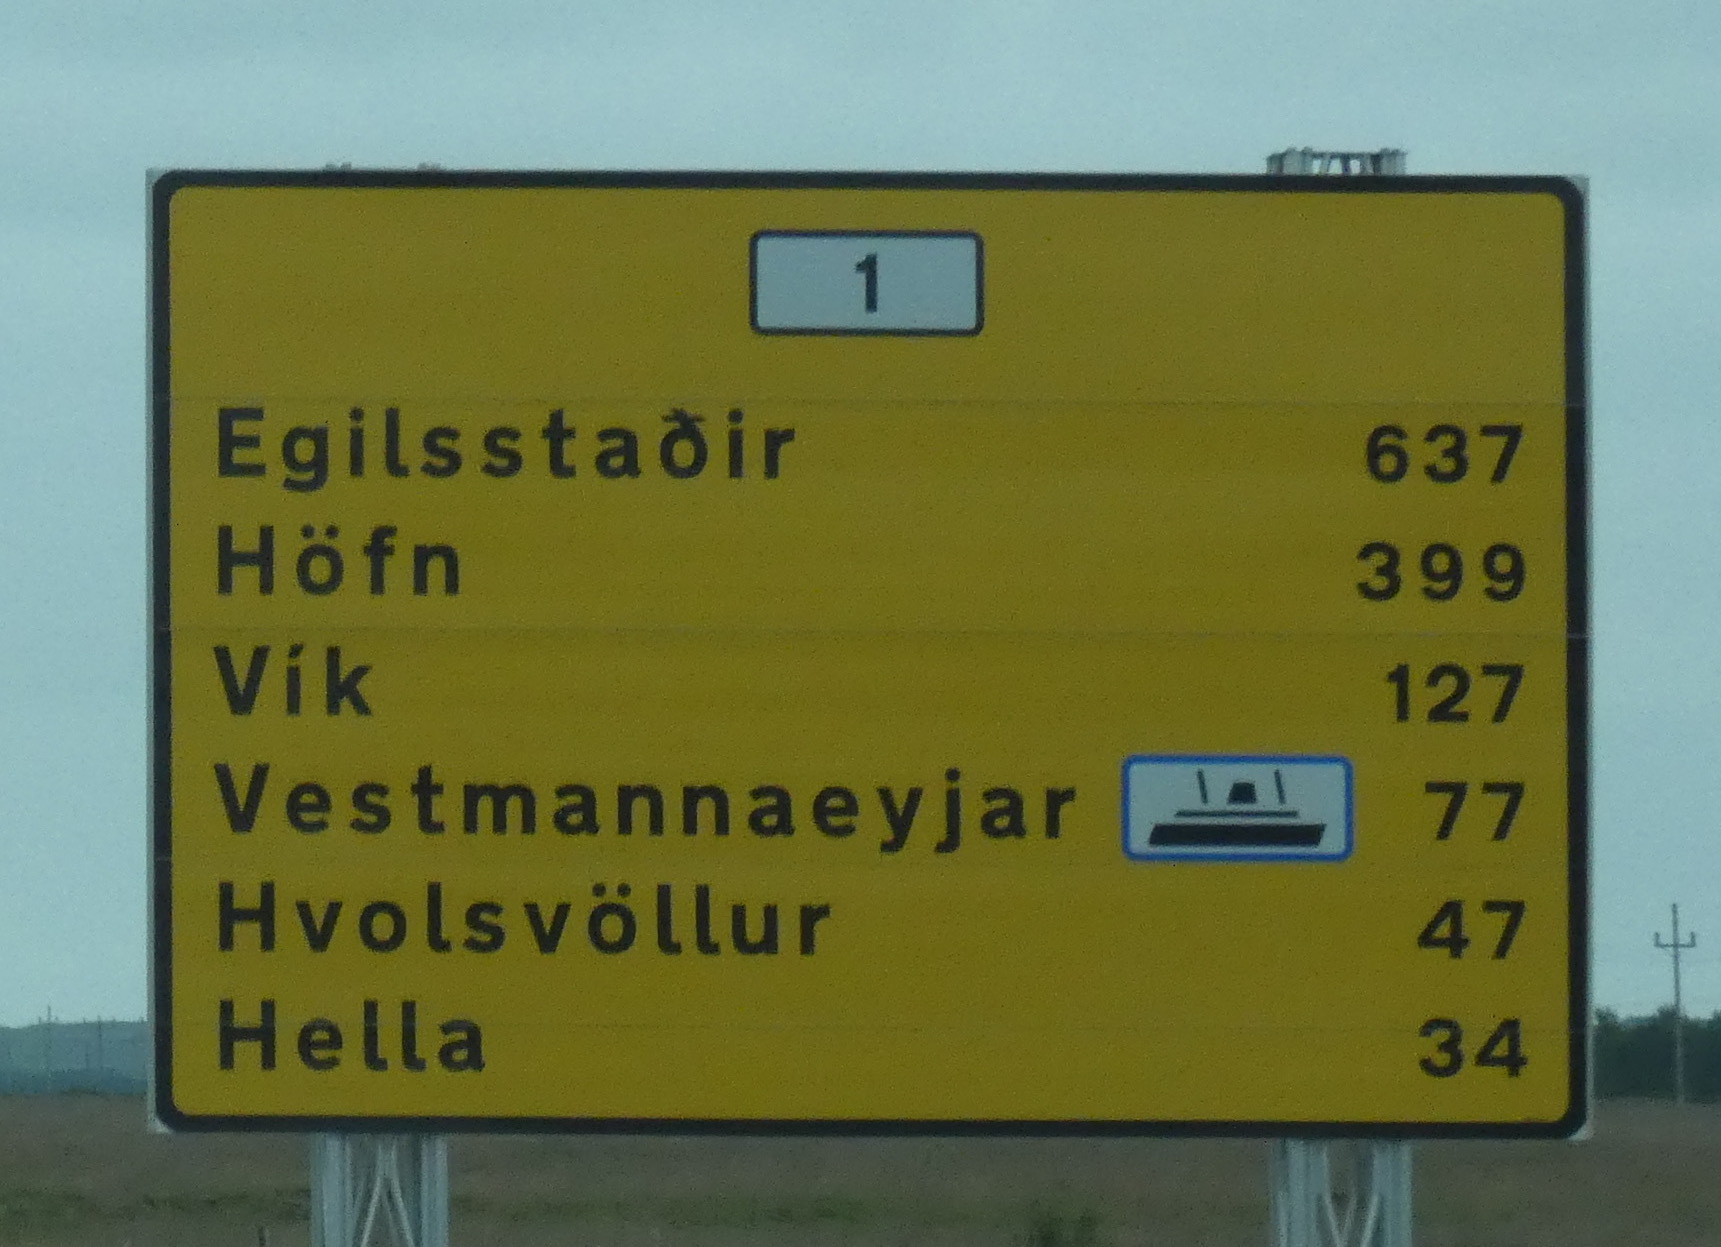 1
Egilsstaðir 637
Höfn 399
Vík 127
Vestmannaeyjar 77
Hvolsvöllur 47
Hella 34